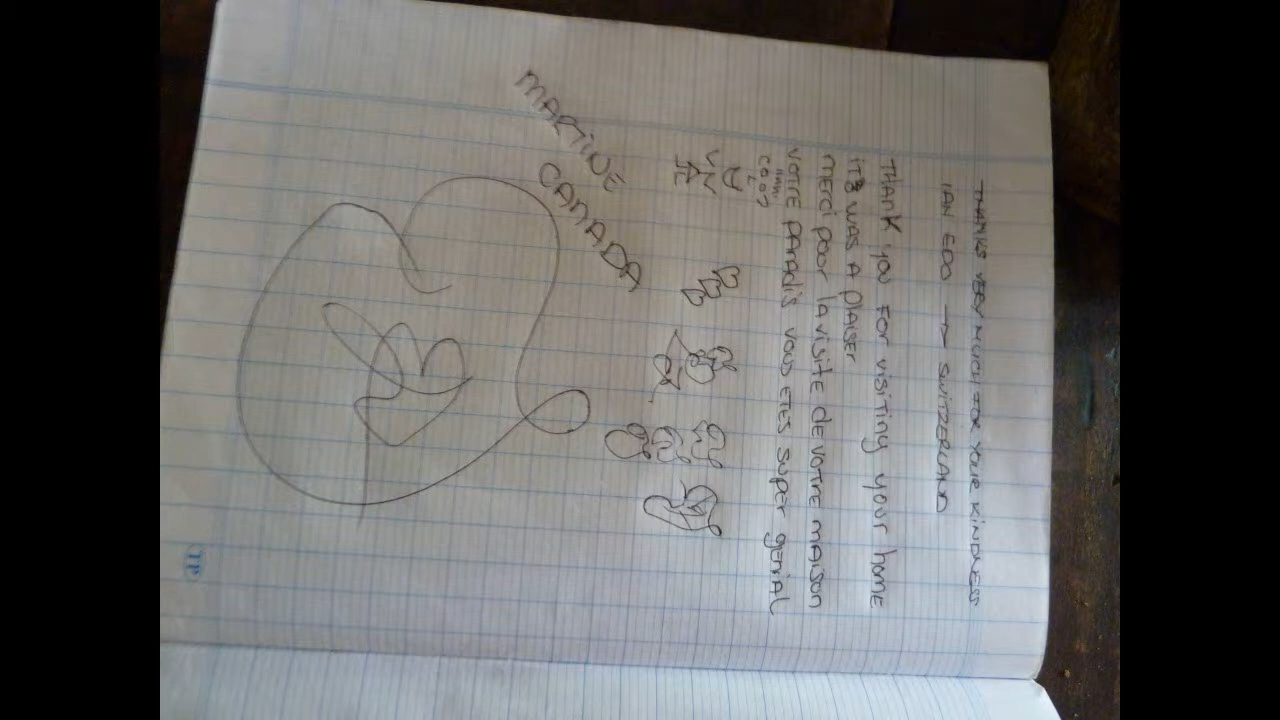 THANKS VERY MUCH FOR YOUR KINDNESS
IAN EDO → SWITZERLAND
THANK YOU FOR VISITING YOUR home
IT'S WAS A PLAISER
MERCI POOR LA VISITE DE VOTRE MAISON
VOTRE PARADIS VOUS ETES SUPER GENIAL
MARTINE
CANADA